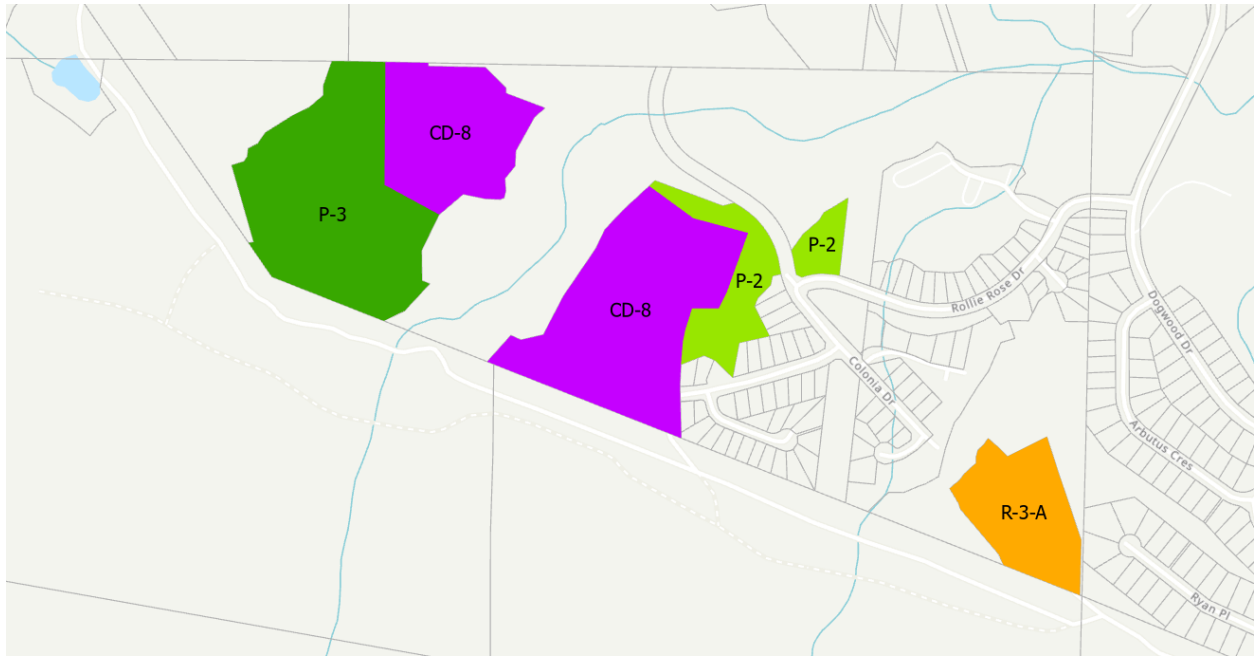 CD-8
P-3
P-2
P-2
CD-8
Rollie Rose Dr
Dogwood Dr
Colonia Dr
Arbutus Cres
R-3-A
Ryan Pl